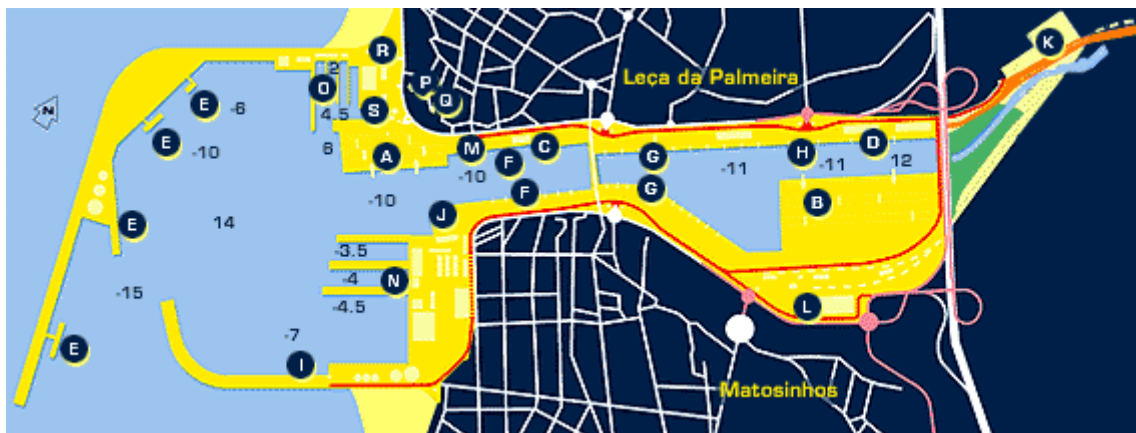 K
R
2
P
Leça da Palmeira
O
Q
E
-6
S
N
4.5
E
-10
6
M
C
H
D
A
F
G
-11
-11
12
-10
-10
F
G
B
E
14
J
-3.5
-4
N
-15
-4.5
L
-7
E
I
Matosinhos